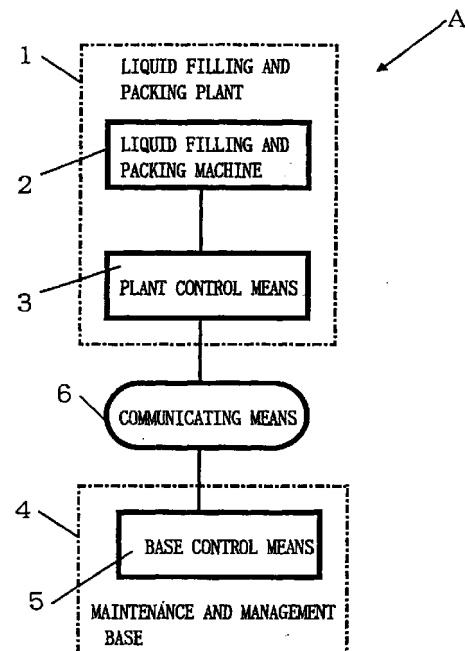 A
1
LIQUID FILLING AND
PACKING PLANT
LIQUID FILLING AND
PACKING MACHINE
2
3
PLANT CONTROL MEANS
6
COMMUNICATING MEANS
4
BASE CONTROL MEANS
5
MAINTENANCE AND MANAGEMENT
BASE